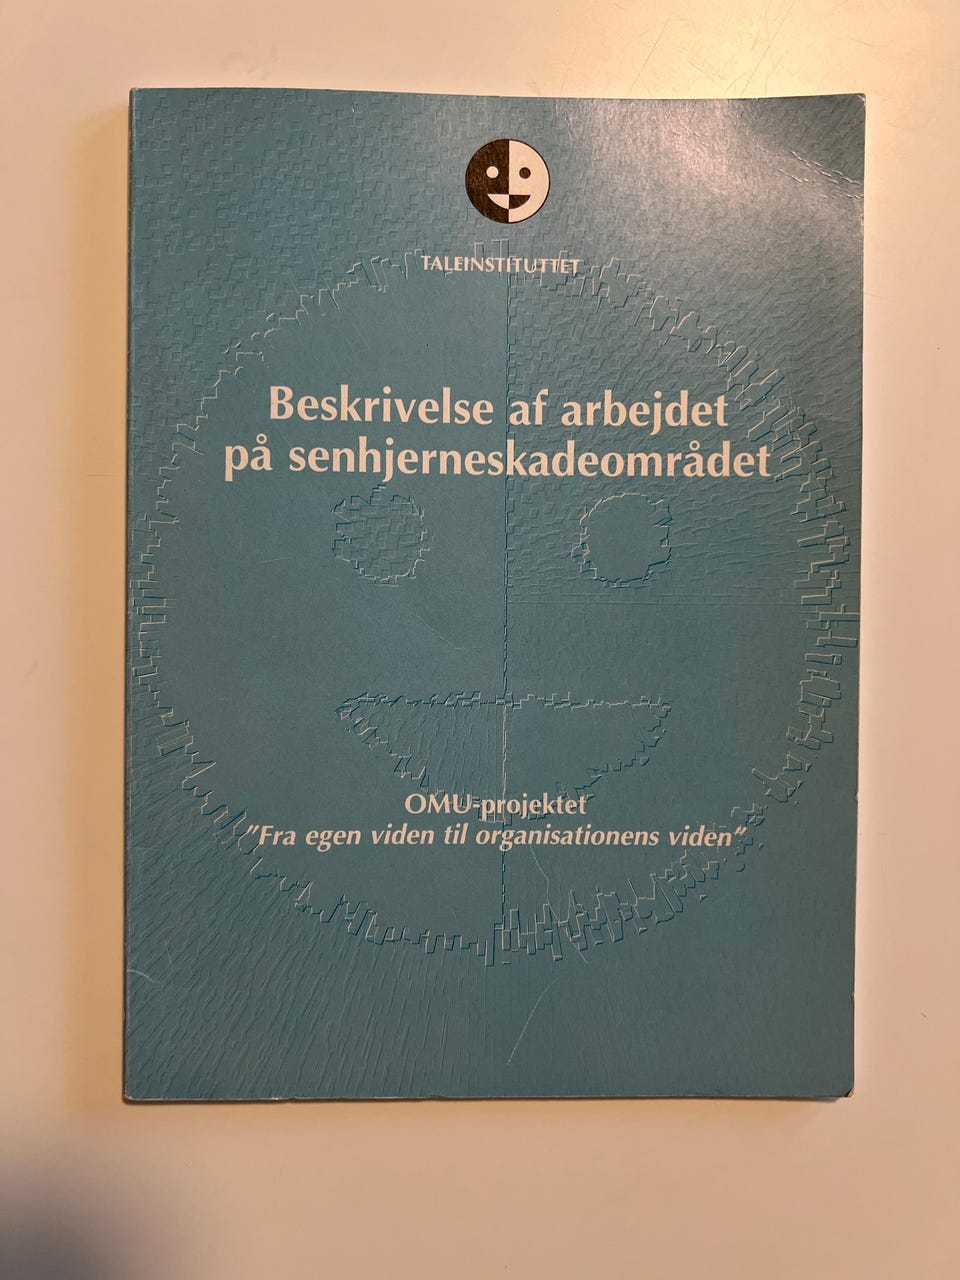 TALEINSTITUTTET
Beskrivelse af arbejdet
på senhjerneskadeområdet
OMU-projektet
"Fra egen viden til organisationens viden"